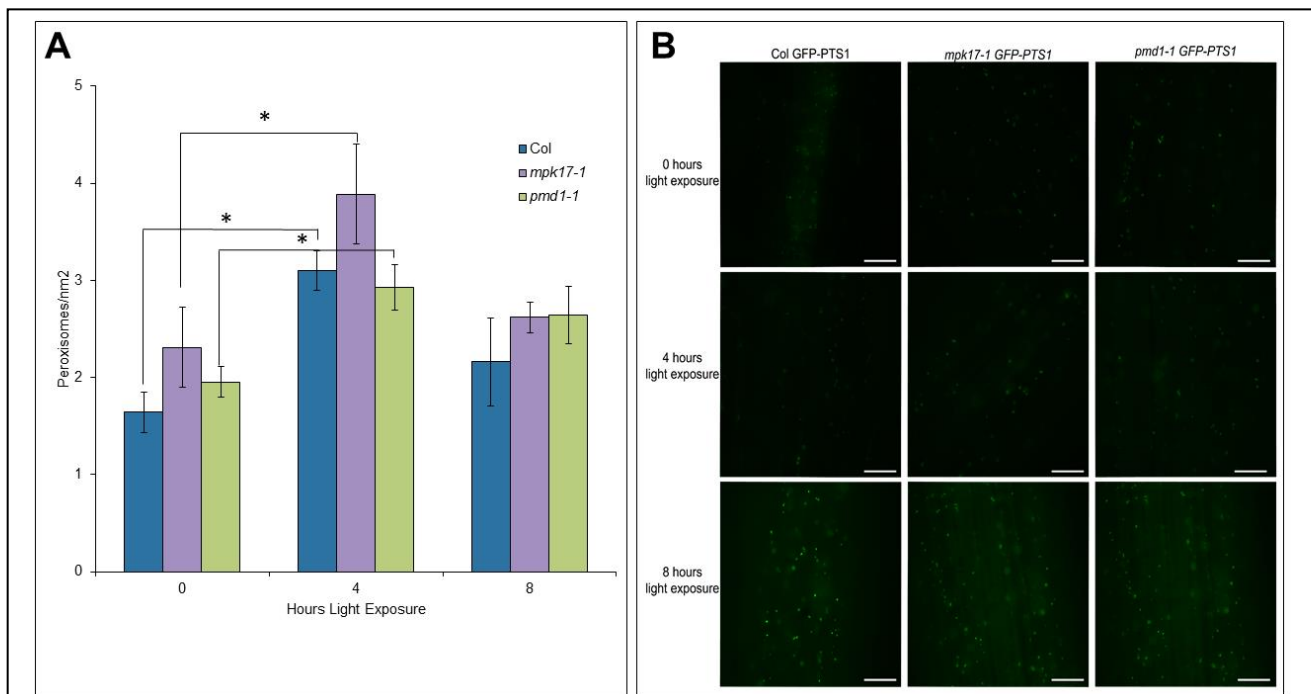 A
5
4
3
2
1
0
Peroxisomes/nm2
*
*
*
Col
mpk17-1
pmd1-1
0
4
8
Hours Light Exposure
B
Col GFP-PTS1
mpk17-1 GFP-PTS1
pmd1-1 GFP-PTS1
0 hours
light exposure
4 hours
light exposure
8 hours
light exposure